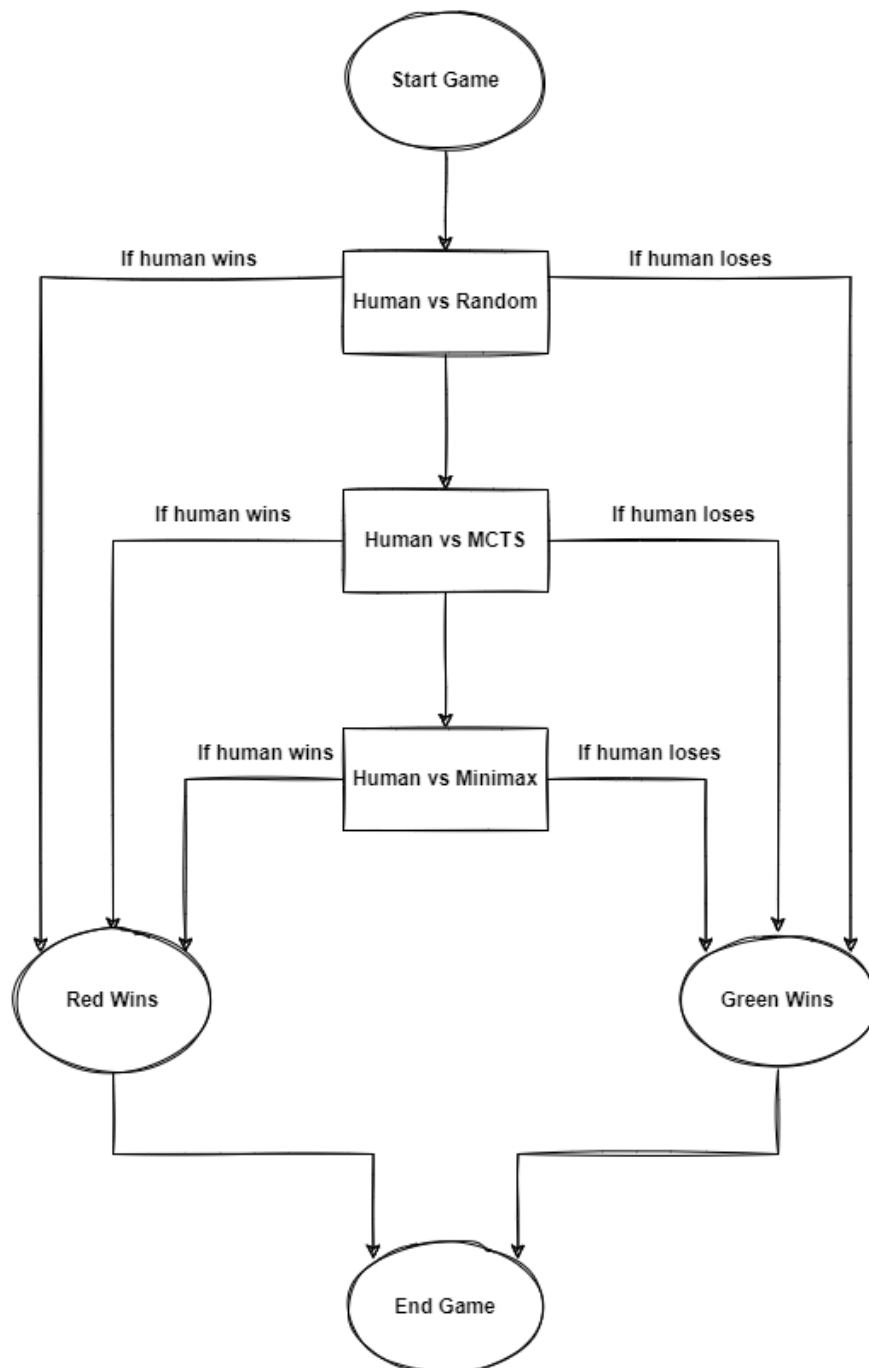 Start Game
If human wins
If human loses
Human vs Random
If human wins
If human loses
Human vs MCTS
If human wins
If human loses
Human vs Minimax
Red Wins
Green Wins
End Game